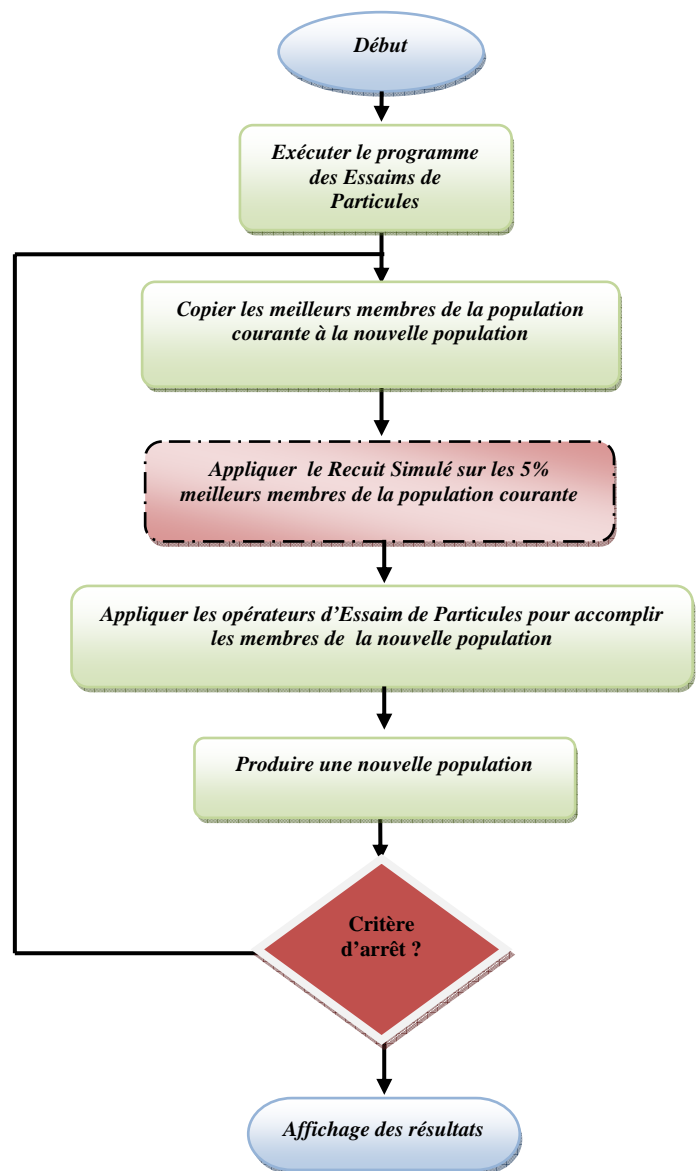 Début
Exécuter le programme
des Essaims de
Particules
Copier les meilleurs membres de la population
courante à la nouvelle population
Appliquer le Recuit Simulé sur les 5%
meilleurs membres de la population courante
Appliquer les opérateurs d'Essaim de Particules pour accomplir
les membres de la nouvelle population
Produire une nouvelle population
Critère
d'arrêt ?
Affichage des résultats